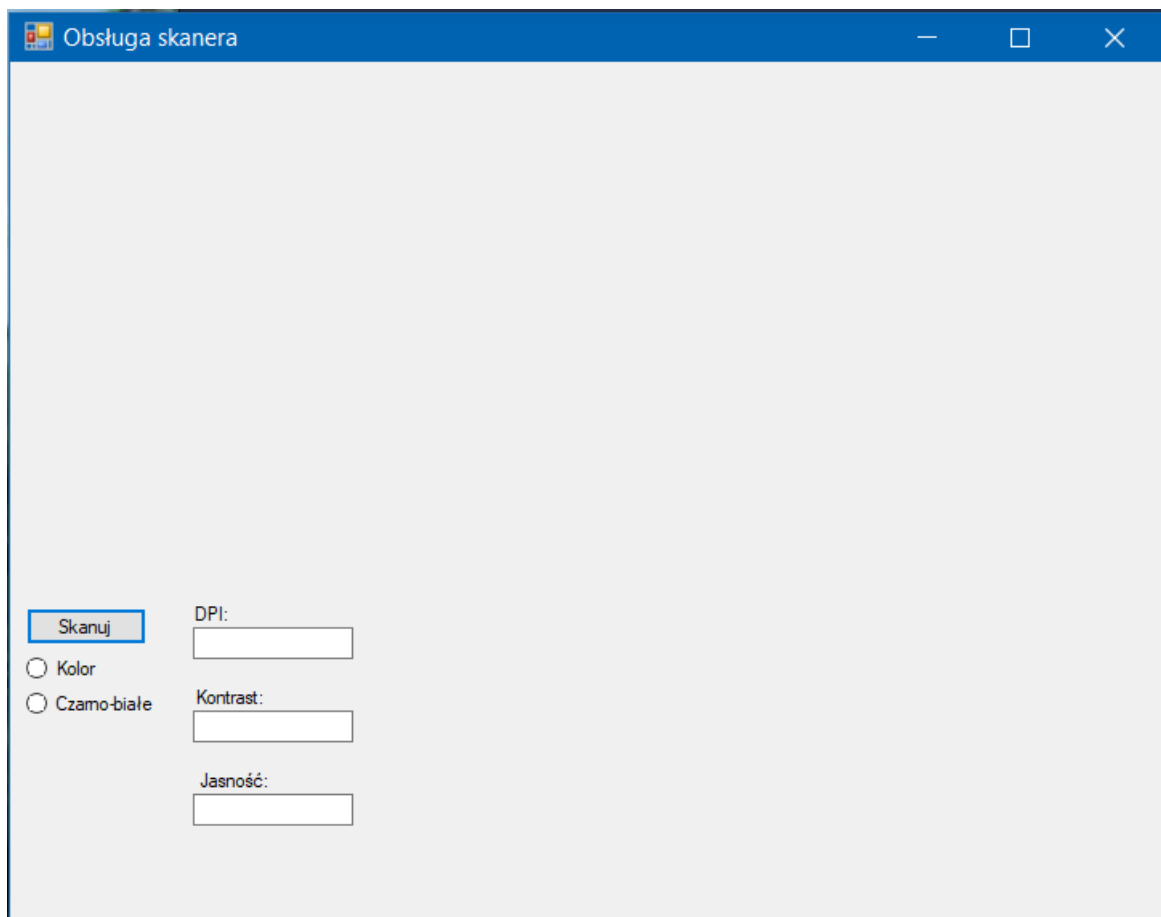 Obsługa skanera
Skanuj
Kolor
Czarno-białe
DPI:
Kontrast:
Jasność: